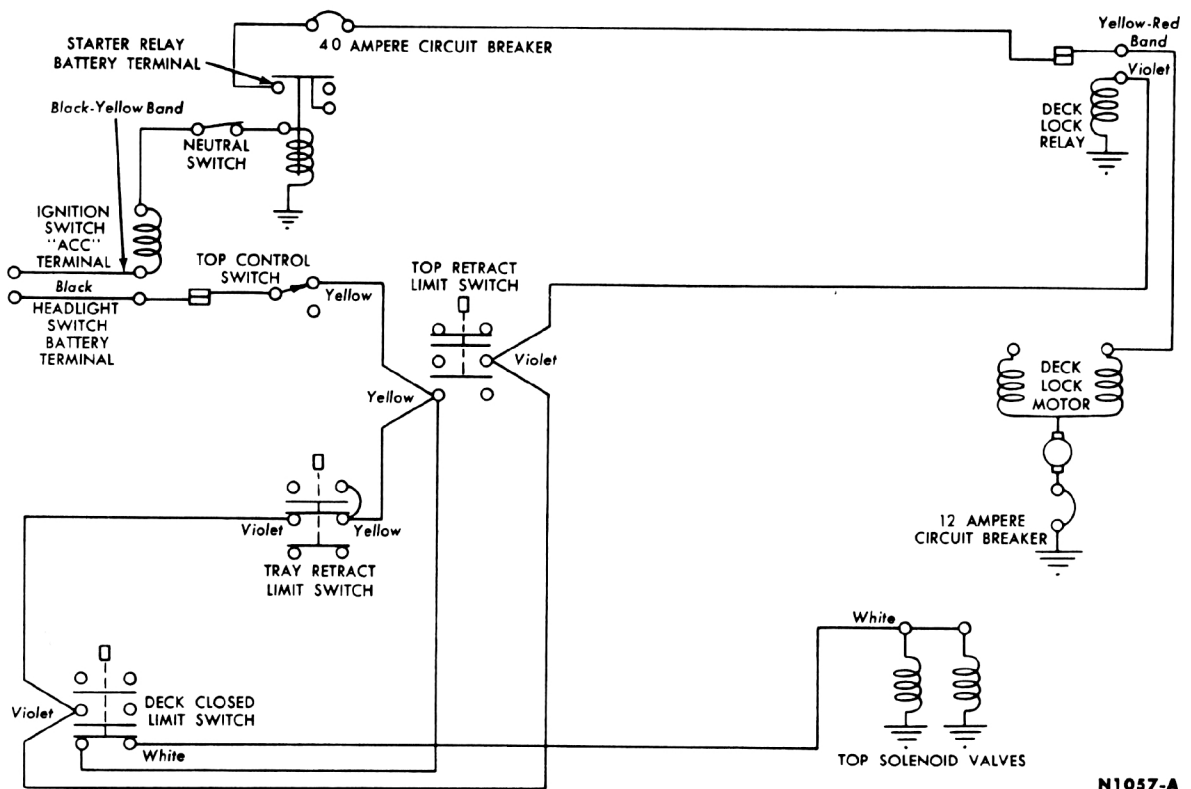 40 AMPERE CIRCUIT BREAKER
Yellow-Red
Band
STARTER RELAY
BATTERY TERMINAL
Violet
Black-Yellow Band
DECK
LOCK
RELAY
NEUTRAL
SWITCH
IGNITION
SWITCH
"ACC"
TERMINAL
TOP CONTROL
SWITCH
TOP RETRACT
LIMIT SWITCH
Black
Yellow
HEADLIGHT
SWITCH
BATTERY
TERMINAL
Violet
DECK
LOCK
MOTOR
Yellow
Violet
Yellow
12 AMPERE
CIRCUIT BREAKER
TRAY RETRACT
LIMIT SWITCH
White
Violet
DECK CLOSED
LIMIT SWITCH
White
TOP SOLENOID VALVES
N1057-A